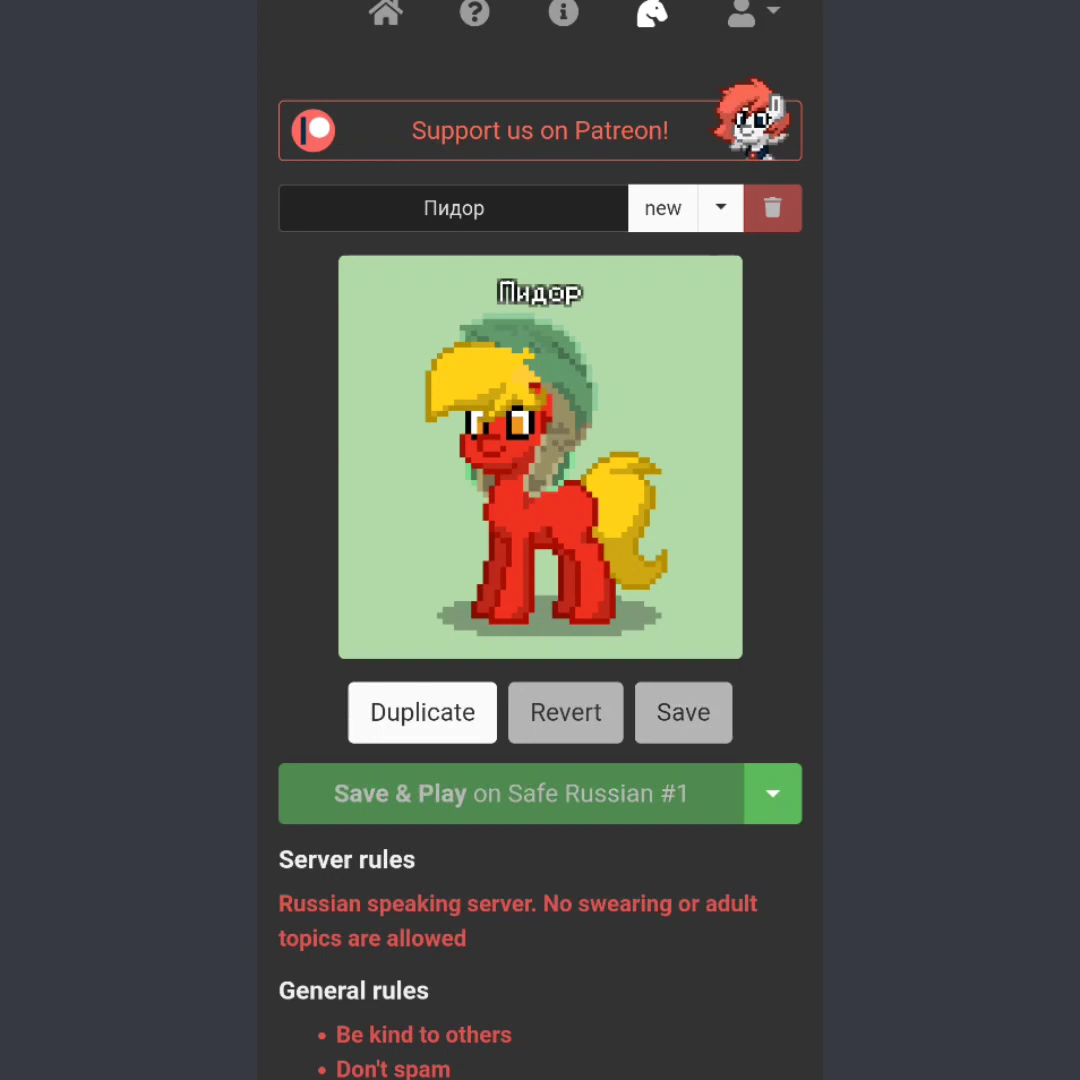 Support us on Patreon!
Пидор
new
Пидор
Duplicate
Revert
Save
Save & Play on Safe Russian #1
Server rules
Russian speaking server. No swearing or adult
topics are allowed
General rules
• Be kind to others
• Don't spam